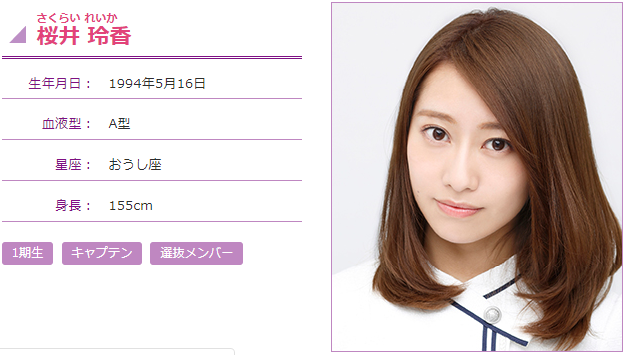 さくらい れいか
桜井 玲香
生年月日： 1994年5月16日
血液型： A型
星座： おうし座
身長： 155cm
1期生 キャプテン 選抜メンバー